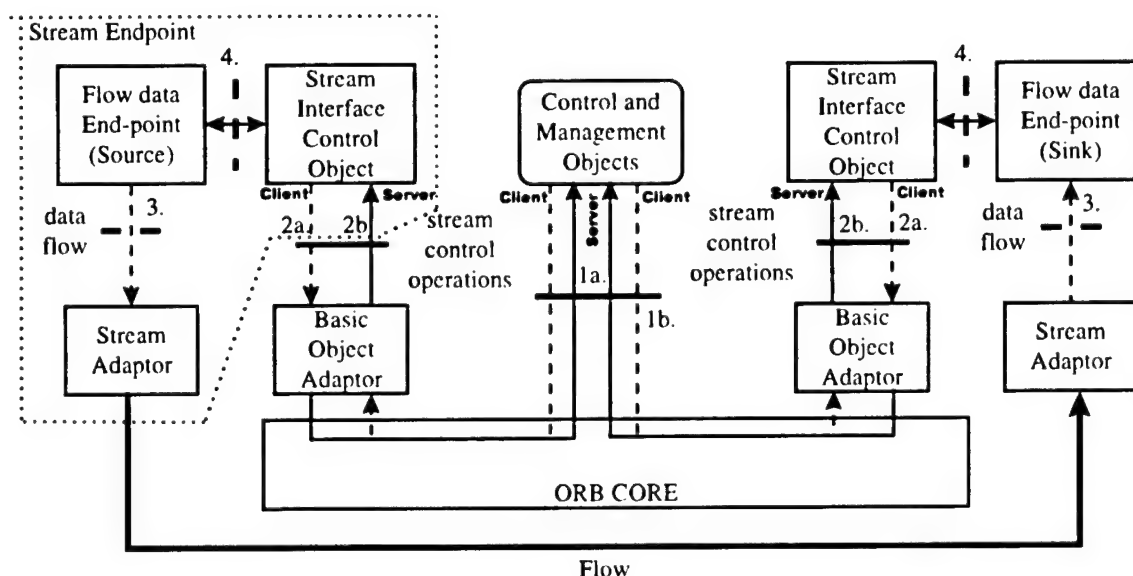 Stream Endpoint
4.
Flow data
End-point
(Source)
Stream
Interface
Control
Object
Control and
Management
Objects
Stream
Interface
Control
Object
4.
Flow data
End-point
(Sink)
Client
Server
Client
Server
Client
Server
Client
data
flow
3.
2a.
2b.
stream
control
operations
1a.
1b.
stream
control
operations
2b.
2a.
data
flow
3.
Stream
Adaptor
Basic
Object
Adaptor
Basic
Object
Adaptor
Stream
Adaptor
ORB CORE
Flow